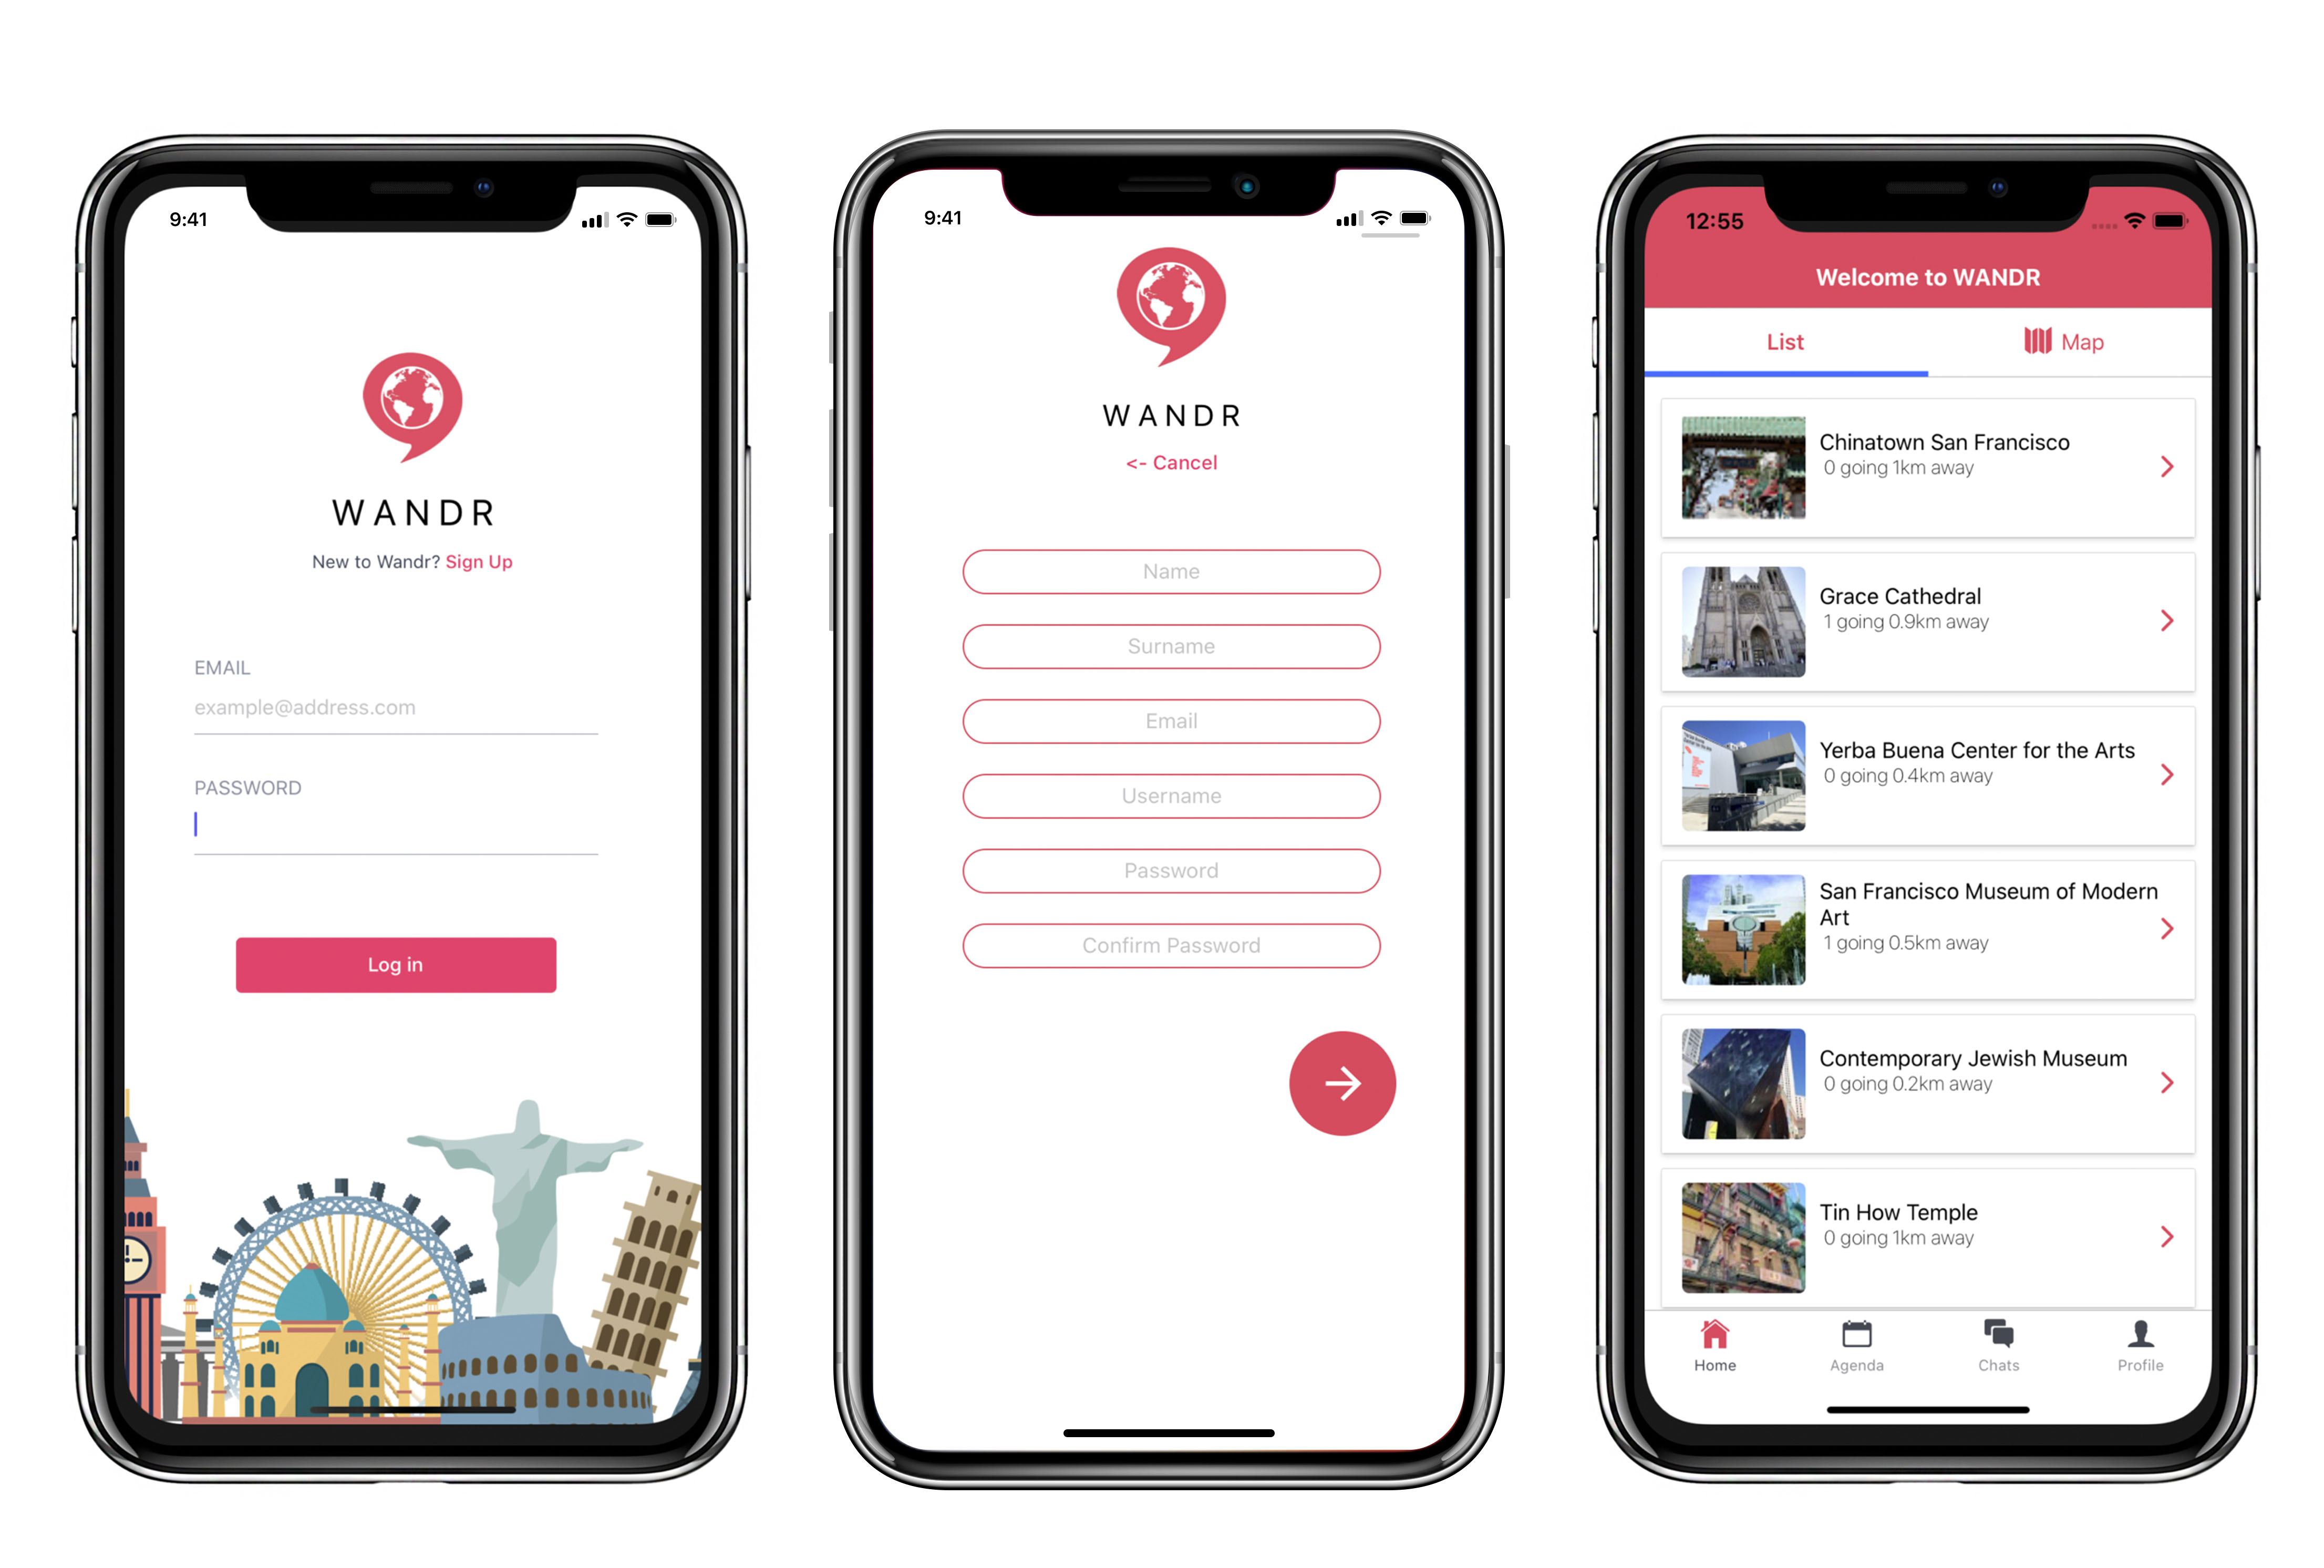 9:41
WANDR
New to Wandr? Sign Up
EMAIL
example@address.com
PASSWORD
Log in
9:41
WANDR
<- Cancel
Name
Surname
Email
Username
Password
Confirm Password
12:55
Welcome to WANDR
List
Map
Chinatown San Francisco
0 going 1km away
Grace Cathedral
1 going 0.9km away
Yerba Buena Center for the Arts
0 going 0.4km away
San Francisco Museum of Modern
Art
1 going 0.5km away
Contemporary Jewish Museum
0 going 0.2km away
Tin How Temple
0 going 1km away
Home
Agenda
Chats
Profile